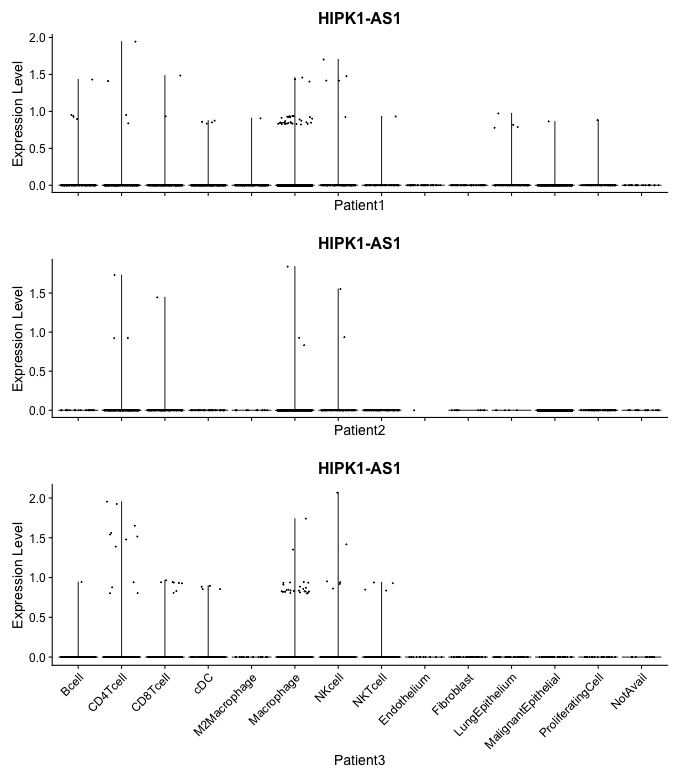 HIPK1-AS1
Expression Level
2.0
1.5
1.0
0.5
0.0
Patient1
HIPK1-AS1
Expression Level
1.5
1.0
0.5
0.0
Patient2
HIPK1-AS1
Expression Level
2.0
1.5
1.0
0.5
0.0
Bcell
CD4Tcell
CD8Tcell
cDC
M2Macrophage
Macrophage
NKcell
NKTcell
Endothelium
Fibroblast
LungEpithelium
MalignantEpithelial
ProliferatingCell
NotAvail
Patient3